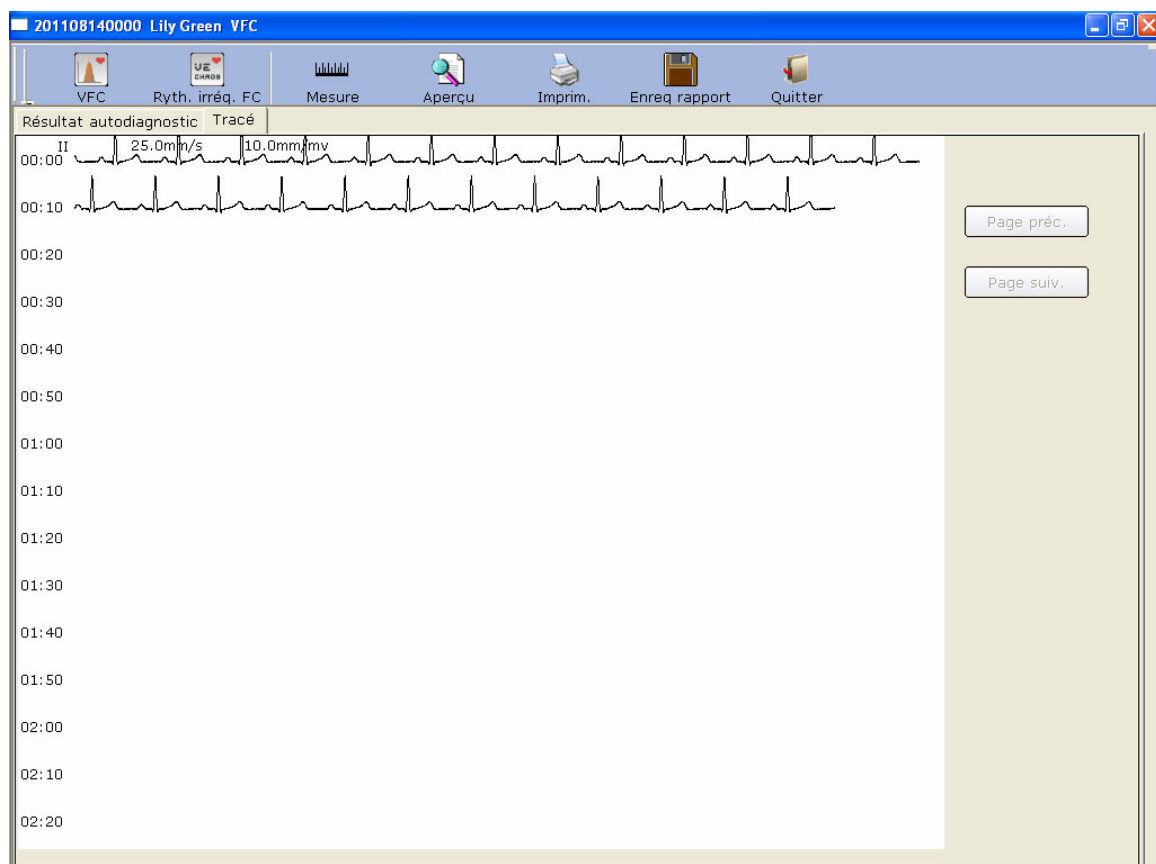 201108140000 Lily Green VFC
VFC Ryth. irrég. FC Mesure Aperçu Imprim. Enreg rapport Quitter
Résultat autodiagnostic Tracé
II 25.0mm/s 10.0mm/mv
00:00
00:10
Page préc.
00:20
Page suiv.
00:30
00:40
00:50
01:00
01:10
01:20
01:30
01:40
01:50
02:00
02:10
02:20